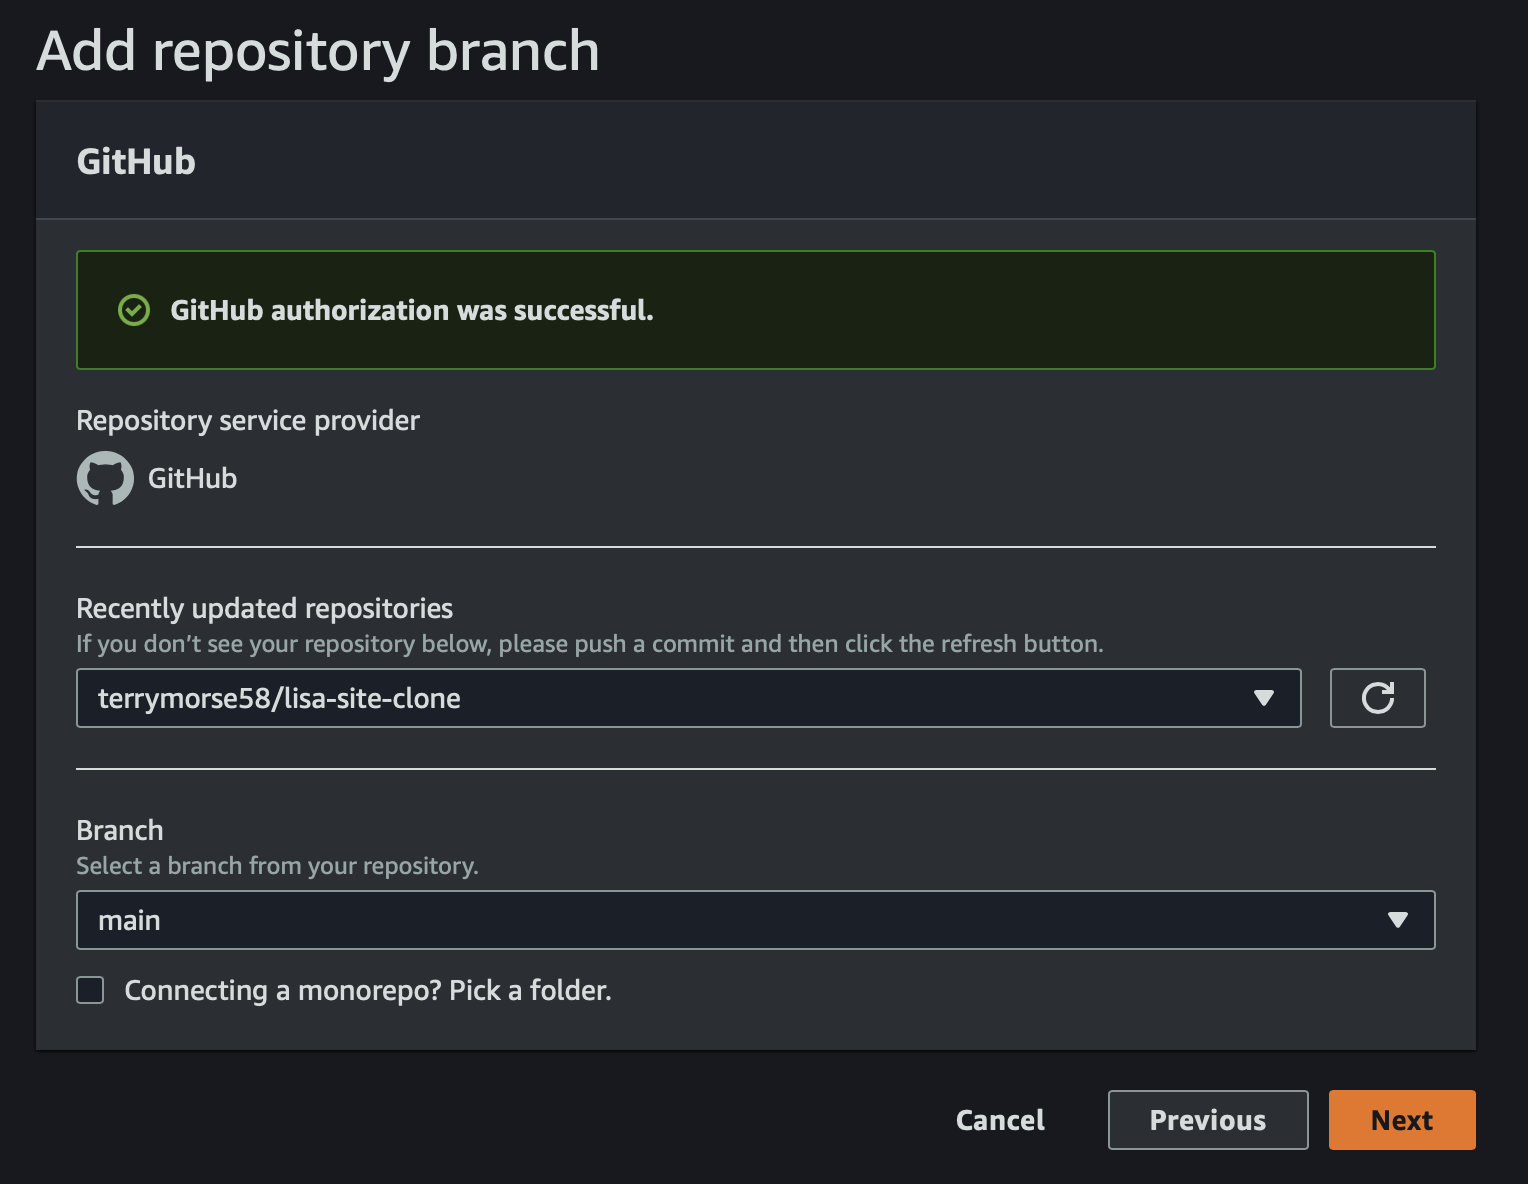 Add repository branch
GitHub
GitHub authorization was successful.
Repository service provider
GitHub
Recently updated repositories
If you don’t see your repository below, please push a commit and then click the refresh button.
terrymorse58/lisa-site-clone
Branch
Select a branch from your repository.
main
Connecting a monorepo? Pick a folder.
Cancel Previous Next